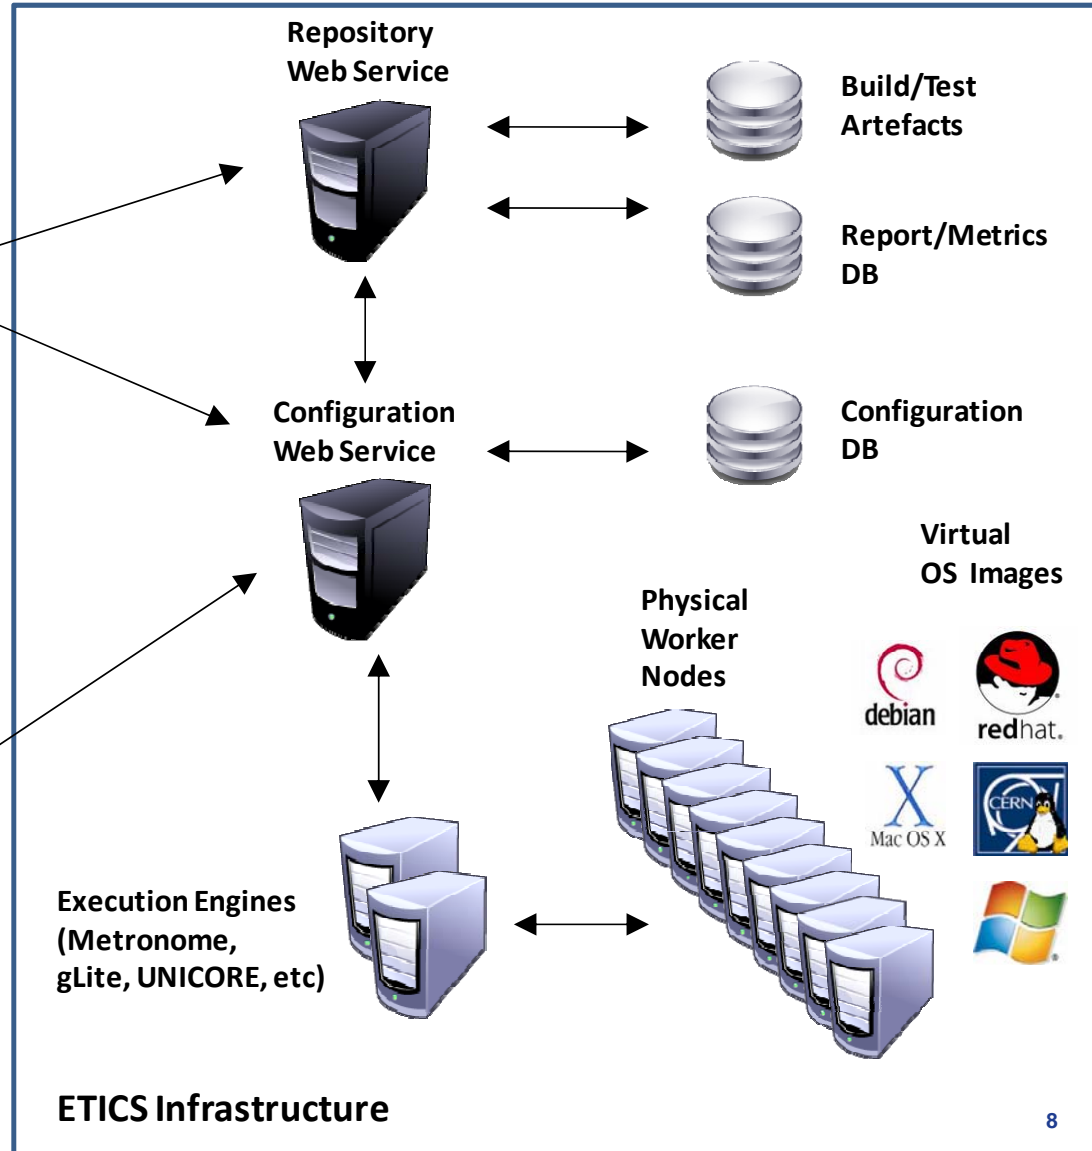 Repository
Web Service
Build/Test
Artefacts
Report/Metrics
DB
Configuration
Web Service
Configuration
DB
Virtual
OS Images
Physical
Worker
Nodes
debian
redhat.
X
Mac OS X
CERN
Execution Engines
(Metronome,
gLite, UNICORE, etc)
ETICS Infrastructure
8